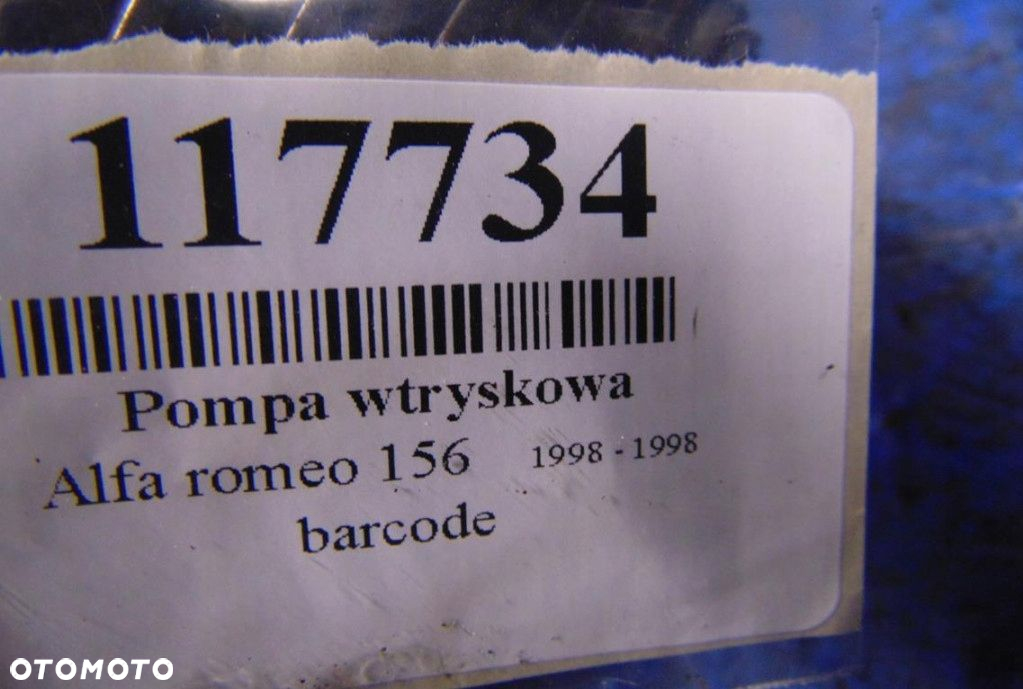 117734
Pompa wtryskowa
Alfa romeo 156 1998 - 1998
barcode
OTOMOTO